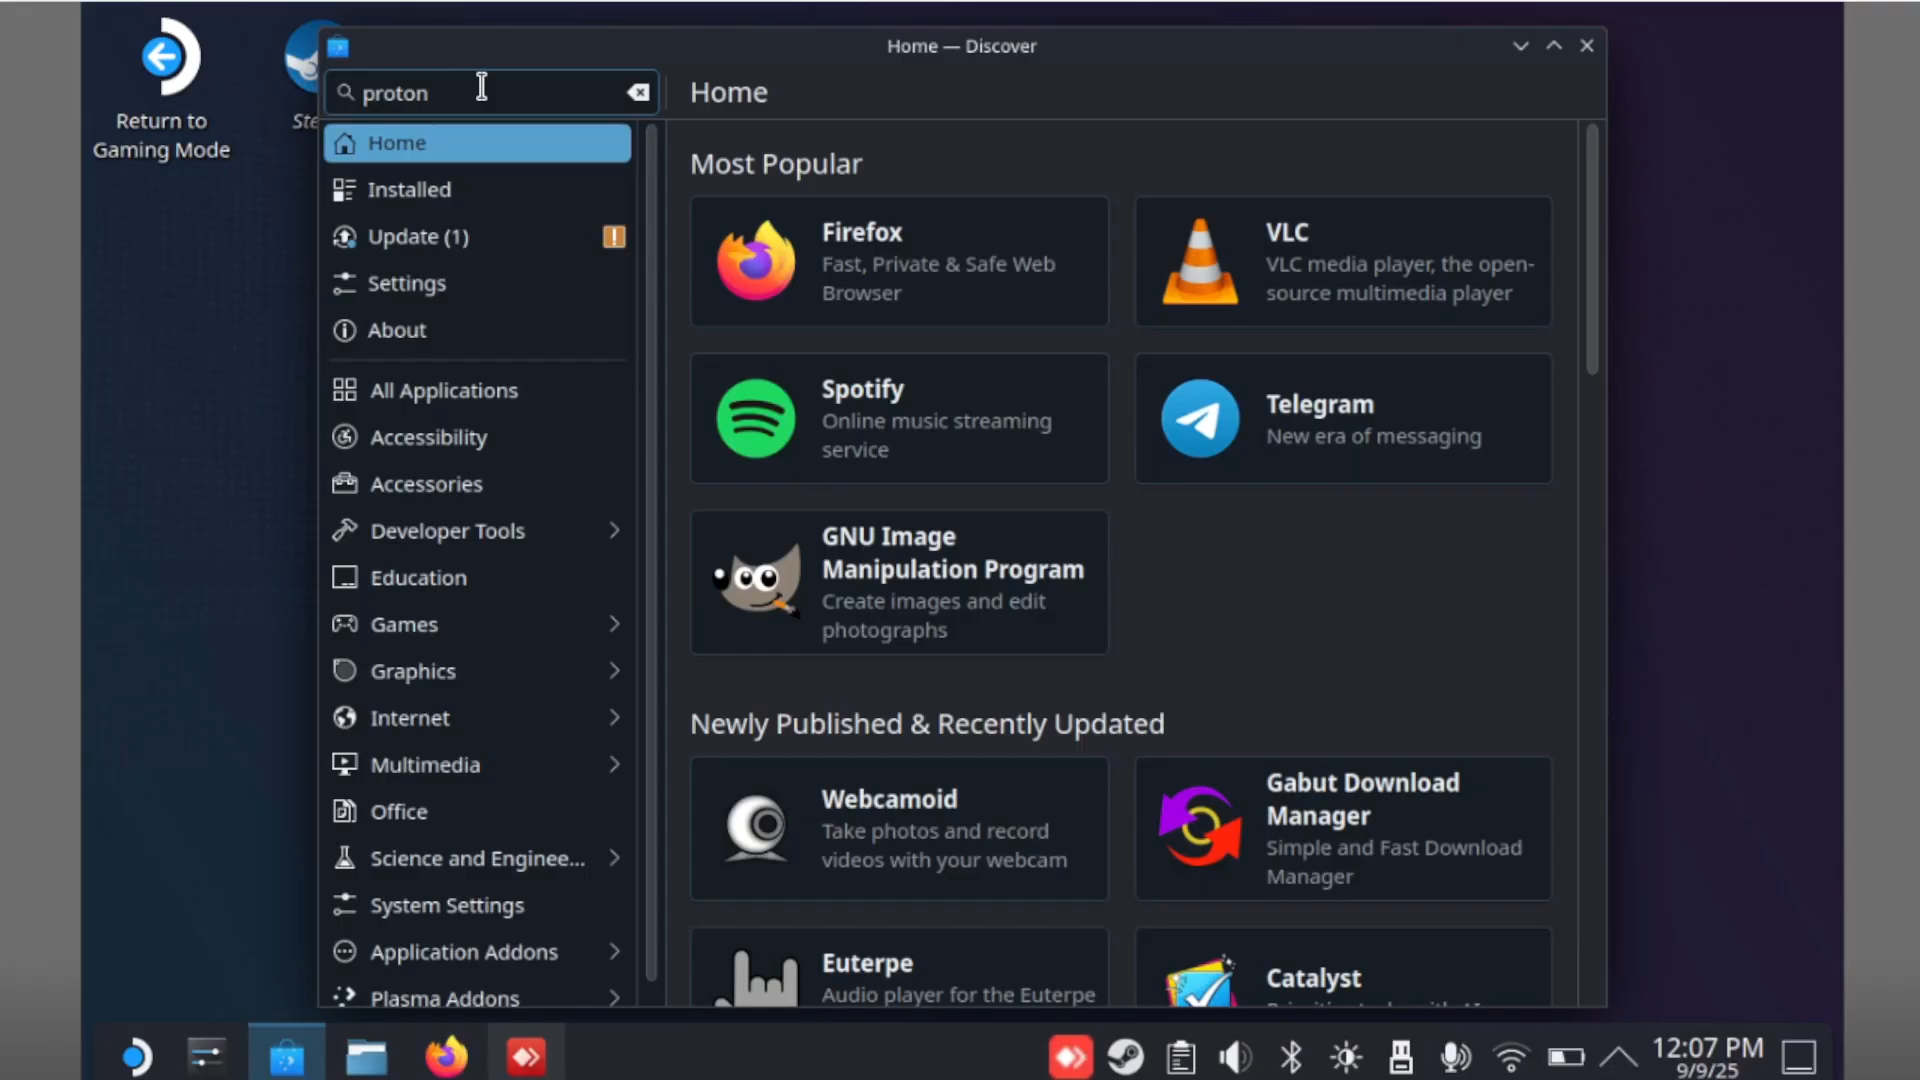 Return to
Gaming Mode
Ste
Home — Discover
proton
Home
Home
Installed
Update (1)
Settings
About
All Applications
Accessibility
Accessories
Developer Tools
Education
Games
Graphics
Internet
Multimedia
Office
Science and Enginee...
System Settings
Application Addons
Plasma Addons
Most Popular
Firefox
Fast, Private & Safe Web
Browser
VLC
VLC media player, the open-
source multimedia player
Spotify
Online music streaming
service
Telegram
New era of messaging
GNU Image
Manipulation Program
Create images and edit
photographs
Newly Published & Recently Updated
Webcamoid
Take photos and record
videos with your webcam
Gabut Download
Manager
Simple and Fast Download
Manager
Euterpe
Audio player for the Euterpe
Catalyst
12:07 PM
9/9/25